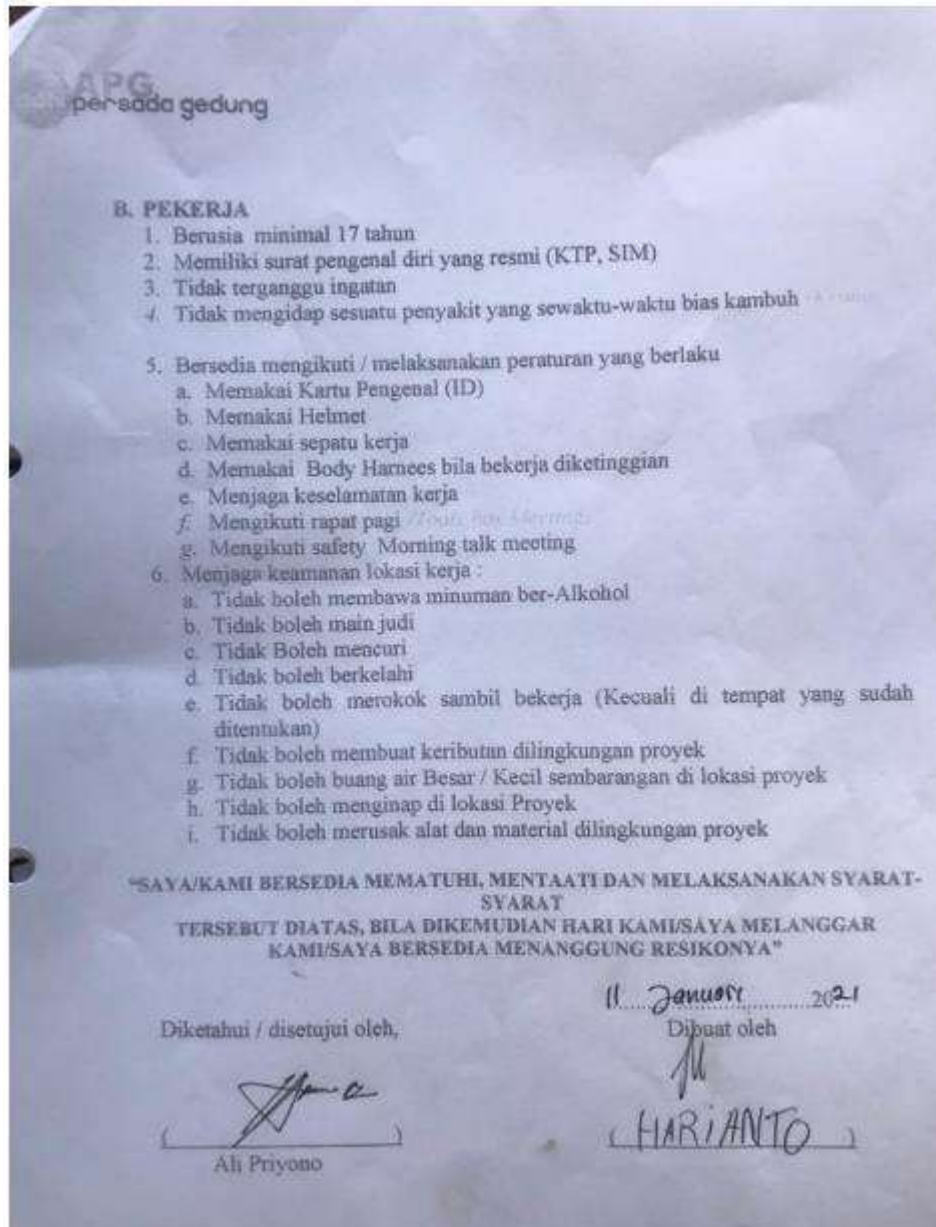 APG
persada gedung
B. PEKERJA
1. Berusia minimal 17 tahun
2. Memiliki surat pengenal diri yang resmi (KTP, SIM)
3. Tidak terganggu ingatan
4. Tidak mengidap sesuatu penyakit yang sewaktu-waktu bias kambuh
5. Bersedia mengikuti / melaksanakan peraturan yang berlaku
a. Memakai Kartu Pengenal (ID)
b. Memakai Helmet
c. Memakai sepatu kerja
d. Memakai Body Harnees bila bekerja diketinggian
e. Menjaga keselamatan kerja
f. Mengikuti rapat pagi
g. Mengikuti safety Morning talk meeting
6. Menjaga keamanan lokasi kerja :
a. Tidak boleh membawa minuman ber-Alkohol
b. Tidak boleh main judi
c. Tidak Boleh mencuri
d. Tidak boleh berkelahi
e. Tidak boleh merokok sambil bekerja (Kecuali di tempat yang sudah
ditentukan)
f. Tidak boleh membuat keributan dilingkungan proyek
g. Tidak boleh buang air Besar / Kecil sembarangan di lokasi proyek
h. Tidak boleh menginap di lokasi Proyek
i. Tidak boleh merusak alat dan material dilingkungan proyek
"SAYA/KAMI BERSEDIA MEMATUHI, MENTAATI DAN MELAKSANAKAN SYARAT-
SYARAT
TERSEBUT DIATAS, BILA DIKEMUDIAN HARI KAMI/SAYA MELANGGAR
KAMI/SAYA BERSEDIA MENANGGUNG RESIKONYA"
11 Januari 2021
Diketahui / disetujui oleh, Dibuat oleh
( ) ( HARIANTO )
Ali Priyono